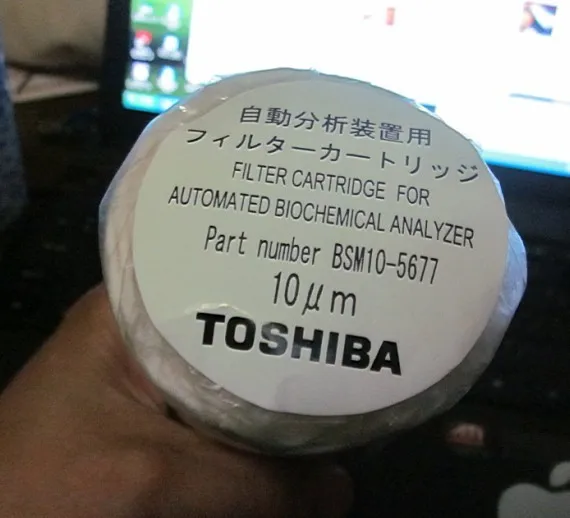 自動分析装置用
フィルターカートリッジ
FILTER CARTRIDGE FOR
AUTOMATED BIOCHEMICAL ANALYZER
Part number BSM10-5677
10μm
TOSHIBA